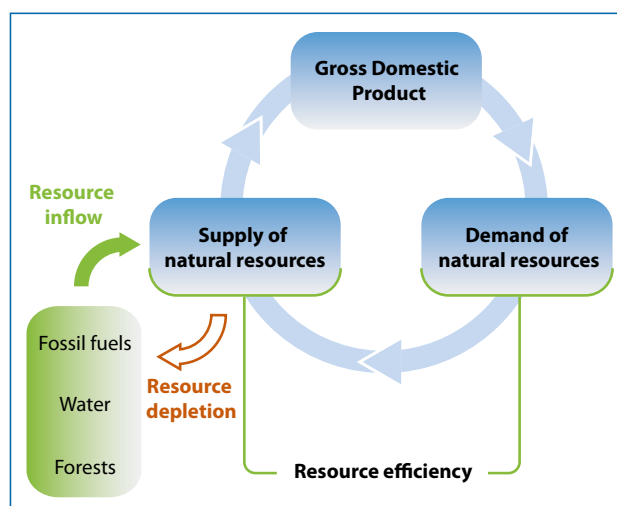 Gross Domestic
Product
Resource
inflow
Supply of
natural resources
Demand of
natural resources
Fossil fuels
Water
Forests
Resource
depletion
Resource efficiency